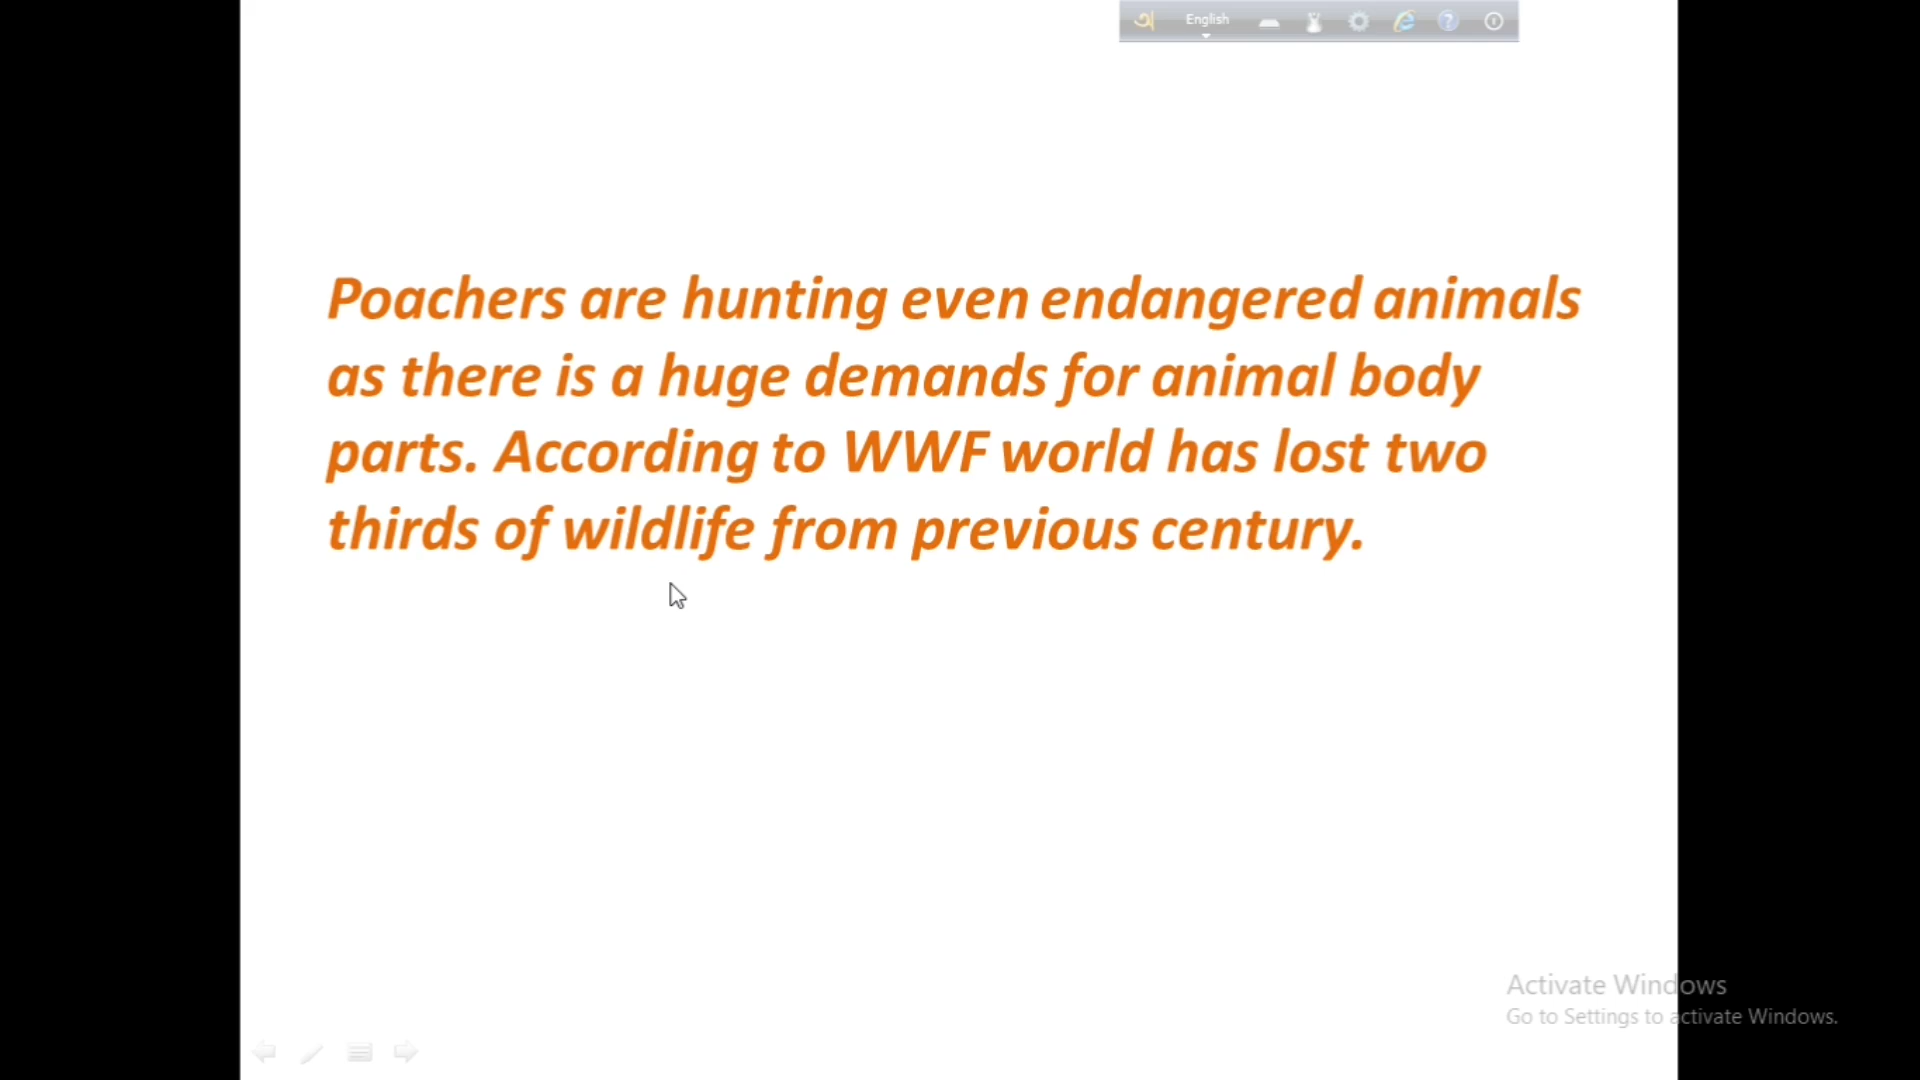 English
Poachers are hunting even endangered animals
as there is a huge demands for animal body
parts. According to WWF world has lost two
thirds of wildlife from previous century.
Activate Windows
Go to Settings to activate Windows.